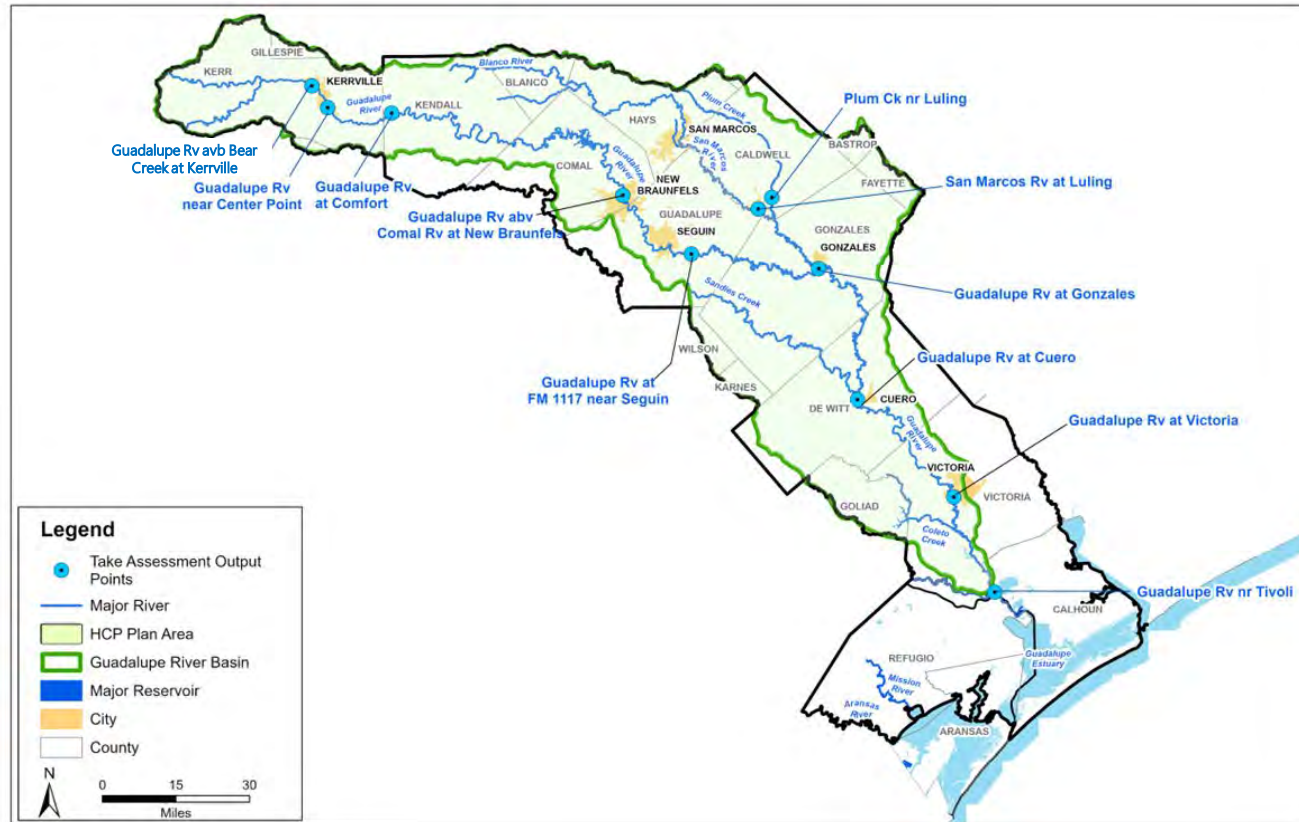 GILLESPIE
KERR
KERRVILLE
Guadalupe
River
KENDALL
Blanco River
BLANCO
HAYS
Plum Creek
SAN MARCOS
San Marcos
River
CALDWELL
BASTROP
FAYETTE
Plum Ck nr Luling
San Marcos Rv at Luling
Guadalupe Rv avb Bear
Creek at Kerrville
Guadalupe Rv
near Center Point
Guadalupe Rv
at Comfort
COMAL
Guadalupe
River
NEW
BRAUNFELS
Guadalupe Rv abv
Comal Rv at New Braunfels
GUADALUPE
SEGUIN
GONZALES
GONZALES
Guadalupe Rv at Gonzales
Sandies Creek
WILSON
KARNES
Guadalupe Rv at
FM 1117 near Seguin
Guadalupe Rv at Cuero
DE WITT
CUERO
Guadalupe
River
Guadalupe Rv at Victoria
VICTORIA
VICTORIA
GOLIAD
Coleto
Creek
Guadalupe Rv nr Tivoli
CALHOUN
REFUGIO
Guadalupe
Estuary
Mission
River
Aransas
River
ARANSAS
Legend
Take Assessment Output
Points
Major River
HCP Plan Area
Guadalupe River Basin
Major Reservoir
City
County
N
0 15 30
Miles